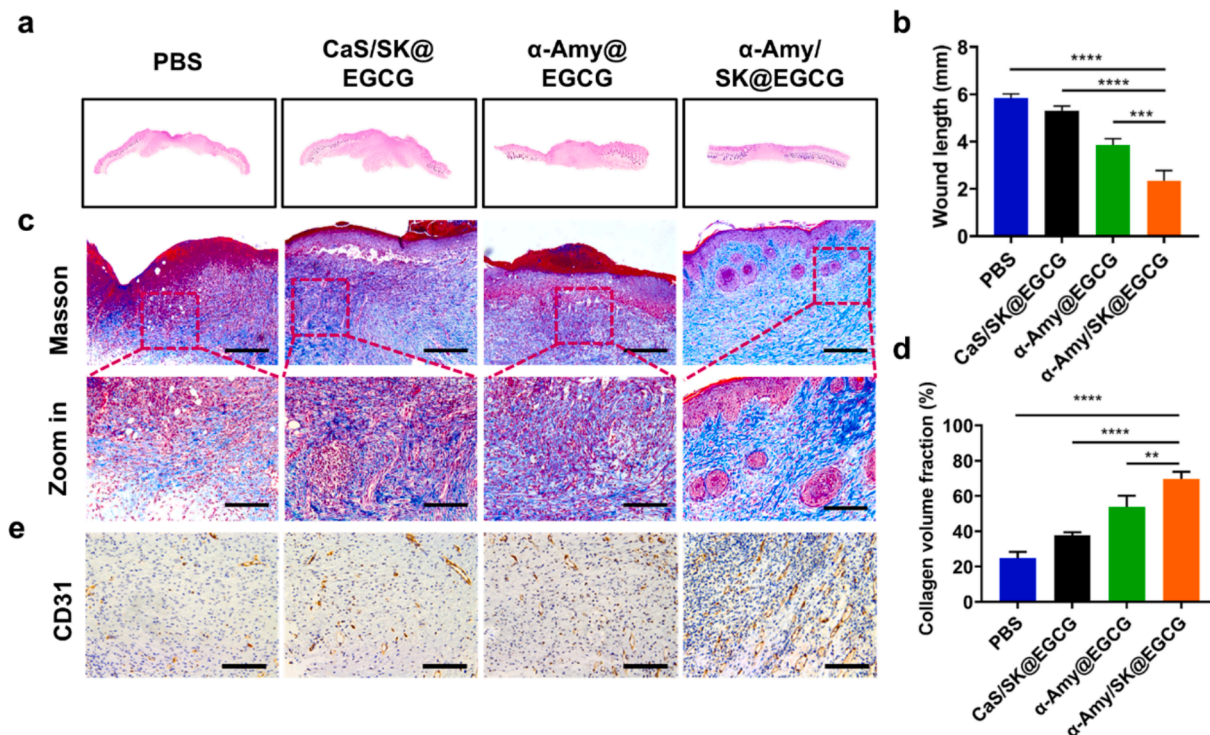 a
PBS
CaS/SK@
EGCG
α-Amy@
EGCG
α-Amy/
SK@EGCG
b
Wound length (mm)
8
6
4
2
0
****
****
***
PBS
CaS/SK@EGCG
α-Amy@EGCG
α-Amy/SK@EGCG
c
Masson
Zoom in
d
Collagen volume fraction (%)
100
80
60
40
20
0
****
****
**
PBS
CaS/SK@EGCG
α-Amy@EGCG
α-Amy/SK@EGCG
e
CD31